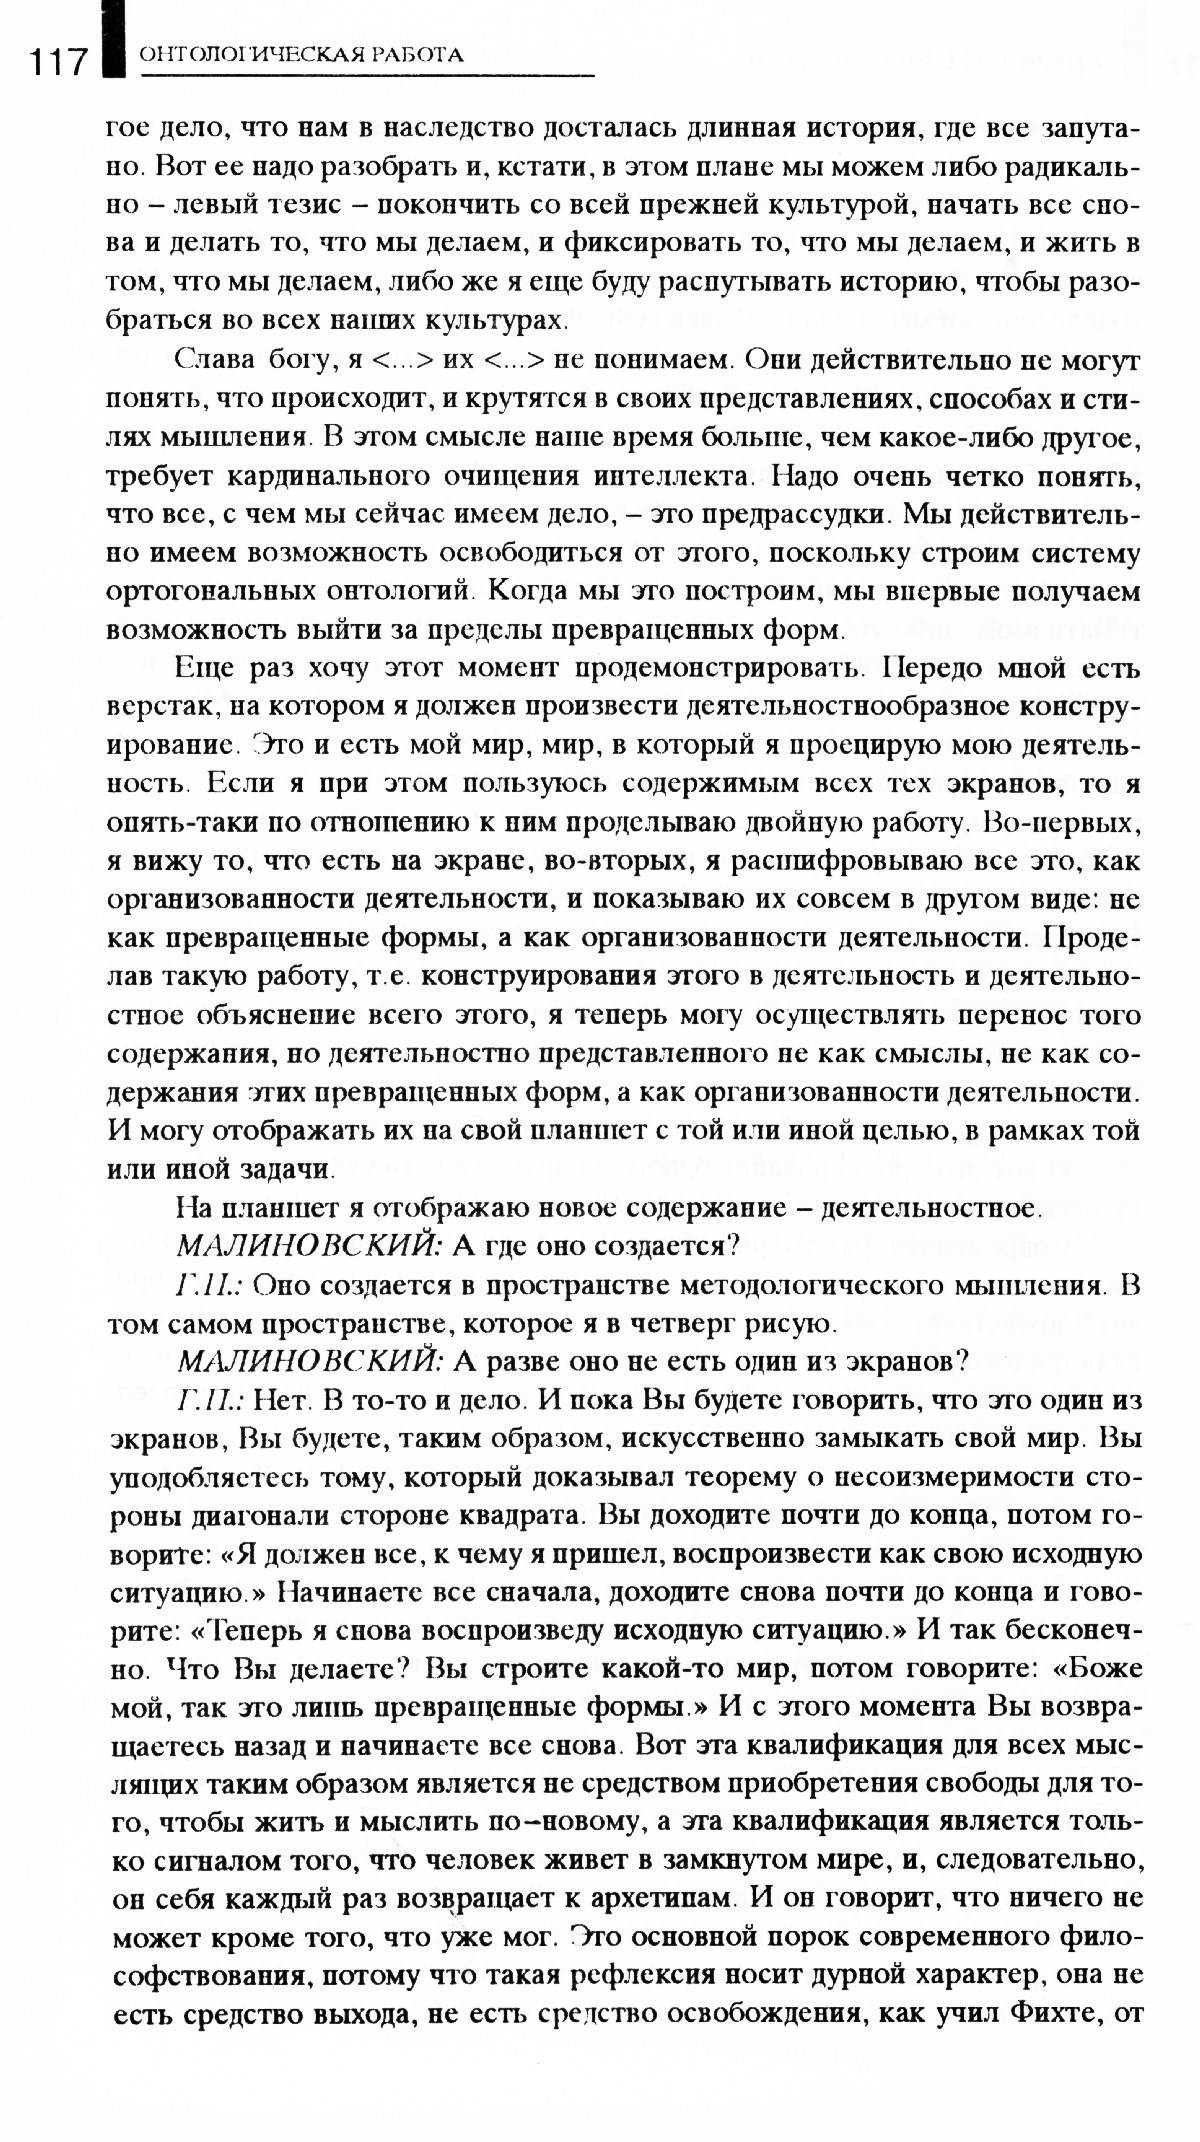 117 ОНТОЛОГИЧЕСКАЯ РАБОТА
гое дело, что нам в наследство досталась длинная история, где все запута-
но. Вот ее надо разобрать и, кстати, в этом плане мы можем либо радикаль-
но – левый тезис – покончить со всей прежней культурой, начать все сно-
ва и делать то, что мы делаем, и фиксировать то, что мы делаем, и жить в
том, что мы делаем, либо же я еще буду распутывать историю, чтобы разо-
браться во всех наших культурах.
Слава богу, я <...> их <...> не понимаем. Они действительно не могут
понять, что происходит, и крутятся в своих представлениях, способах и сти-
лях мышления. В этом смысле наше время больше, чем какое-либо другое,
требует кардинального очищения интеллекта. Надо очень четко понять,
что все, с чем мы сейчас имеем дело, – это предрассудки. Мы действитель-
но имеем возможность освободиться от этого, поскольку строим систему
ортогональных онтологий. Когда мы это построим, мы впервые получаем
возможность выйти за пределы превращенных форм.
Еще раз хочу этот момент продемонстрировать. Передо мной есть
верстак, на котором я должен произвести деятельностнообразное констру-
ирование. Это и есть мой мир, мир, в который я проецирую мою деятель-
ность. Если я при этом пользуюсь содержимым всех тех экранов, то я
опять-таки по отношению к ним проделываю двойную работу. Во-первых,
я вижу то, что есть на экране, во-вторых, я расшифровываю все это, как
организованности деятельности, и показываю их совсем в другом виде: не
как превращенные формы, а как организованности деятельности. Проде-
лав такую работу, т.е. конструирования этого в деятельность и деятельно-
стное объяснение всего этого, я теперь могу осуществлять перенос того
содержания, но деятельностно представленного не как смыслы, не как со-
держания этих превращенных форм, а как организованности деятельности.
И могу отображать их на свой планшет с той или иной целью, в рамках той
или иной задачи.
На планшет я отображаю новое содержание – деятельностное.
МАЛИНОВСКИЙ: А где оно создается?
Г.П.: Оно создается в пространстве методологического мышления. В
том самом пространстве, которое я в четверг рисую.
МАЛИНОВСКИЙ: А разве оно не есть один из экранов?
Г.П.: Нет. В то-то и дело. И пока Вы будете говорить, что это один из
экранов, Вы будете, таким образом, искусственно замыкать свой мир. Вы
уподобляетесь тому, который доказывал теорему о несоизмеримости сто-
роны диагонали стороне квадрата. Вы доходите почти до конца, потом го-
ворите: «Я должен все, к чему я пришел, воспроизвести как свою исходную
ситуацию.» Начинаете все сначала, доходите снова почти до конца и гово-
рите: «Теперь я снова воспроизведу исходную ситуацию.» И так бесконеч-
но. Что Вы делаете? Вы строите какой-то мир, потом говорите: «Боже
мой, так это лишь превращенные формы.» И с этого момента Вы возвра-
щаетесь назад и начинаете все снова. Вот эта квалификация для всех мыс-
лящих таким образом является не средством приобретения свободы для то-
го, чтобы жить и мыслить по–новому, а эта квалификация является толь-
ко сигналом того, что человек живет в замкнутом мире, и, следовательно,
он себя каждый раз возвращает к архетипам. И он говорит, что ничего не
может кроме того, что уже мог. Это основной порок современного фило-
софствования, потому что такая рефлексия носит дурной характер, она не
есть средство выхода, не есть средство освобождения, как учил Фихте, от